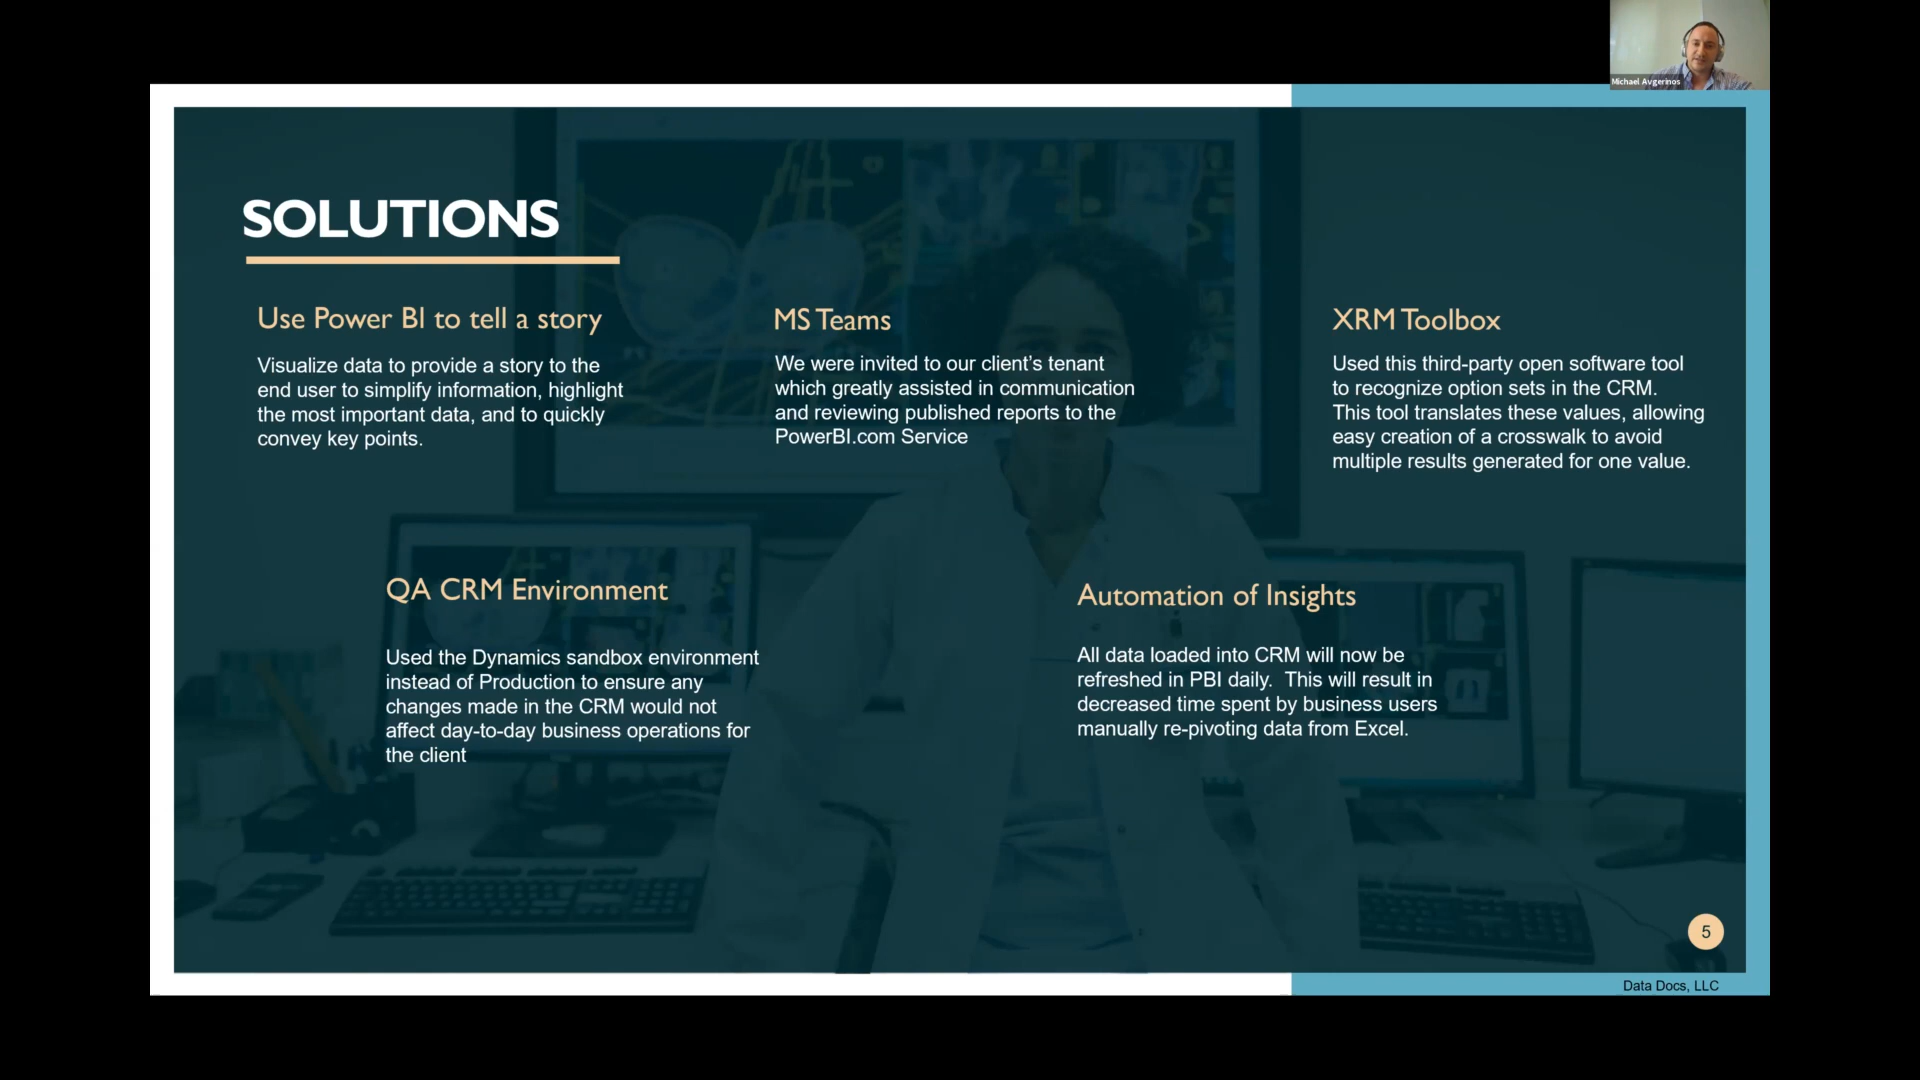 Michael Avgerinos
SOLUTIONS
Use Power BI to tell a story
Visualize data to provide a story to the
end user to simplify information, highlight
the most important data, and to quickly
convey key points.
MS Teams
We were invited to our client's tenant
which greatly assisted in communication
and reviewing published reports to the
PowerBI.com Service
XRM Toolbox
Used this third-party open software tool
to recognize option sets in the CRM.
This tool translates these values, allowing
easy creation of a crosswalk to avoid
multiple results generated for one value.
QA CRM Environment
Used the Dynamics sandbox environment
instead of Production to ensure any
changes made in the CRM would not
affect day-to-day business operations for
the client
Automation of Insights
All data loaded into CRM will now be
refreshed in PBI daily.  This will result in
decreased time spent by business users
manually re-pivoting data from Excel.
5
Data Docs, LLC